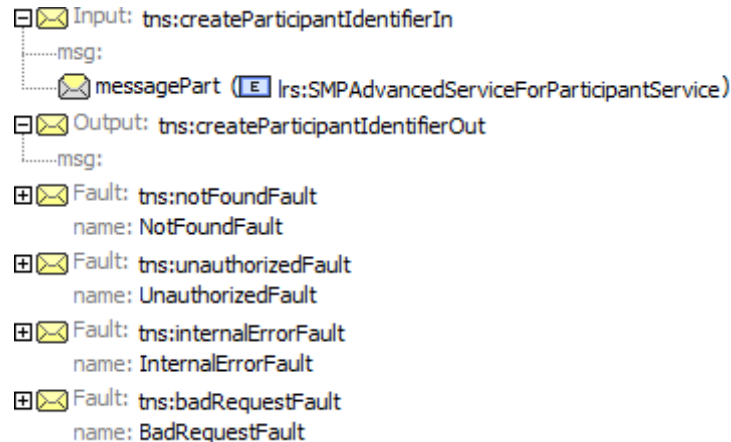 Input: tns:createParticipantIdentifierIn
msg:
messagePart (E lrs:SMPAdvancedServiceForParticipantService)
Output: tns:createParticipantIdentifierOut
msg:
Fault: tns:notFoundFault
name: NotFoundFault
Fault: tns:unauthorizedFault
name: UnauthorizedFault
Fault: tns:internalErrorFault
name: InternalErrorFault
Fault: tns:badRequestFault
name: BadRequestFault